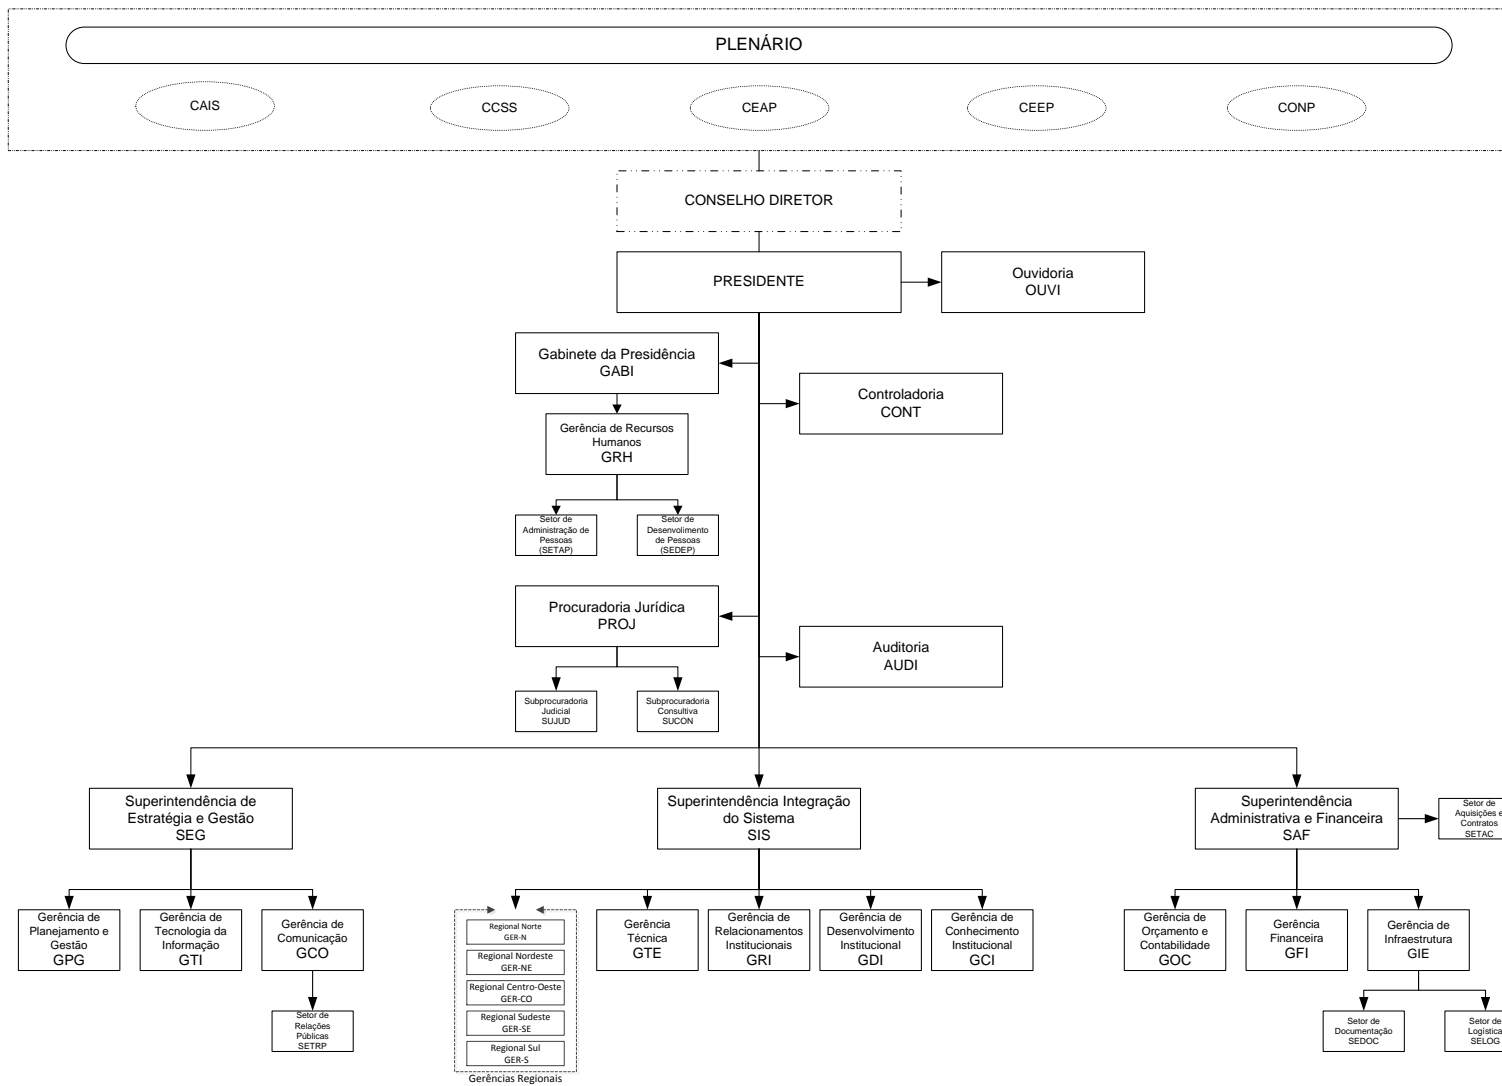 PLENÁRIO
CAIS
CCSS
CEAP
CEEP
CONP
CONSELHO DIRETOR
PRESIDENTE
Ouvidoria
OUVI
Gabinete da Presidência
GABI
Controladoria
CONT
Gerência de Recursos
Humanos
GRH
Setor de
Administração de
Pessoas
(SETAP)
Setor de
Desenvolimento
de Pessoas
(SEDEP)
Procuradoria Jurídica
PROJ
Auditoria
AUDI
Subprocuradoria
Judicial
SUJUD
Subprocuradoria
Consultiva
SUCON
Superintendência de
Estratégia e Gestão
SEG
Superintendência Integração
do Sistema
SIS
Superintendência
Administrativa e Financeira
SAF
Setor de
Aquisições e
Contratos
SETAC
Gerência de
Planejamento e
Gestão
GPG
Gerência de
Tecnologia da
Informação
GTI
Gerência de
Comunicação
GCO
Setor de
Relações
Públicas
SETRP
Regional Norte
GER-N
Regional Nordeste
GER-NE
Regional Centro-Oeste
GER-CO
Regional Sudeste
GER-SE
Regional Sul
GER-S
Gerências Regionais
Gerência
Técnica
GTE
Gerência de
Relacionamentos
Institucionais
GRI
Gerência de
Desenvolvimento
Institucional
GDI
Gerência de
Conhecimento
Institucional
GCI
Gerência de
Orçamento e
Contabilidade
GOC
Gerência
Financeira
GFI
Gerência de
Infraestrutura
GIE
Setor de
Documentação
SEDOC
Setor de
Logística
SELOG